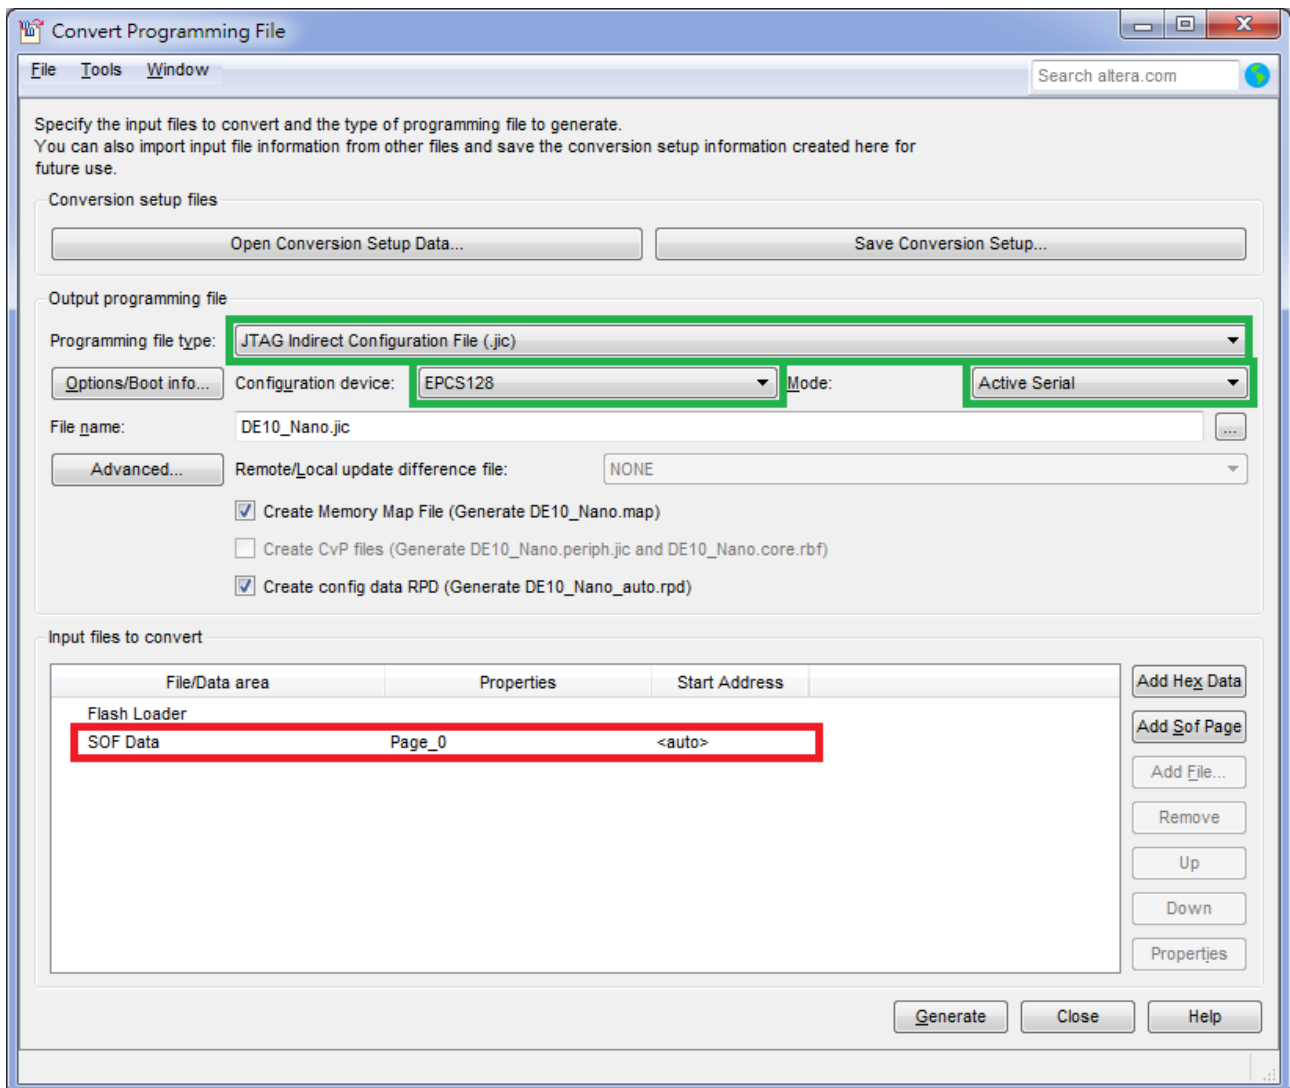 Convert Programming File
File Tools Window Search altera.com
Specify the input files to convert and the type of programming file to generate.
You can also import input file information from other files and save the conversion setup information created here for
future use.
Conversion setup files
Open Conversion Setup Data... Save Conversion Setup...
Output programming file
Programming file type: JTAG Indirect Configuration File (.jic)
Options/Boot info... Configuration device: EPCS128 Mode: Active Serial
File name: DE10_Nano.jic ...
Advanced... Remote/Local update difference file: NONE
Create Memory Map File (Generate DE10_Nano.map)
Create CvP files (Generate DE10_Nano.periph.jic and DE10_Nano.core.rbf)
Create config data RPD (Generate DE10_Nano_auto.rpd)
Input files to convert
File/Data area Properties Start Address
Flash Loader
SOF Data Page_0 <auto>
Add Hex Data
Add Sof Page
Add File...
Remove
Up
Down
Properties
Generate Close Help